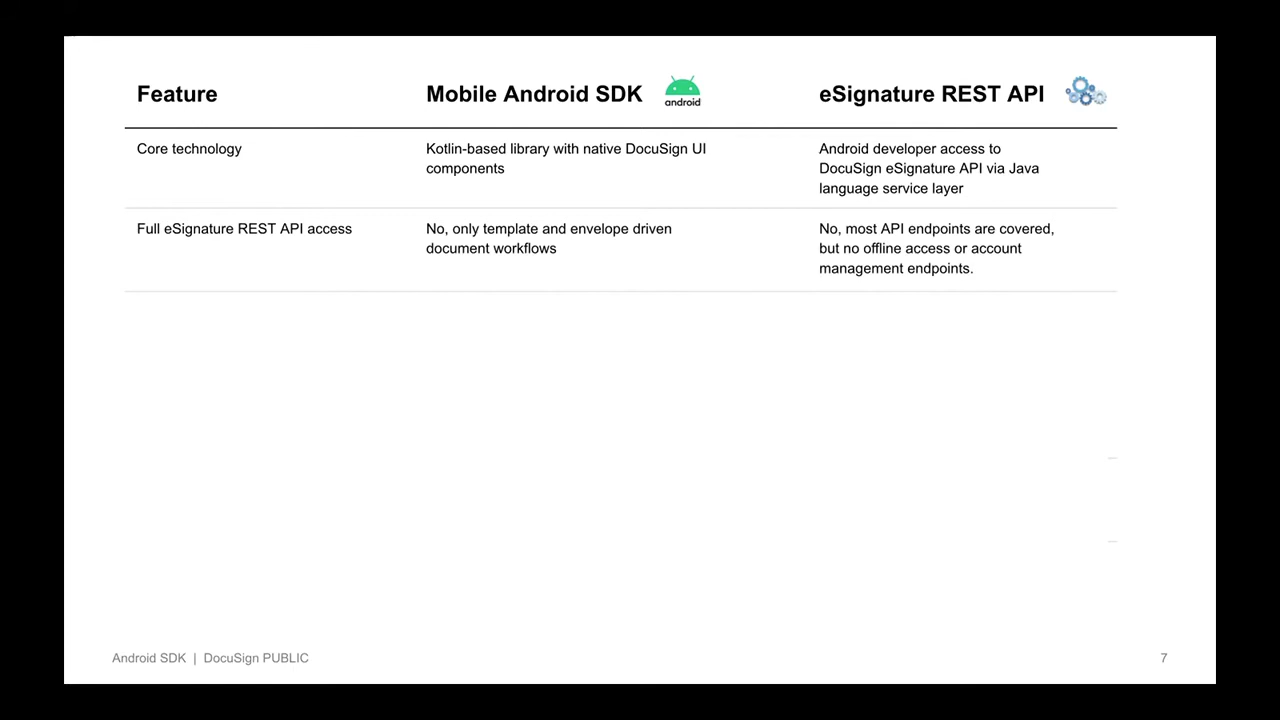 Feature
Mobile Android SDK
android
eSignature REST API
Core technology
Kotlin-based library with native DocuSign UI
components
Android developer access to
DocuSign eSignature API via Java
language service layer
Full eSignature REST API access
No, only template and envelope driven
document workflows
No, most API endpoints are covered,
but no offline access or account
management endpoints.
Android SDK | DocuSign PUBLIC
7